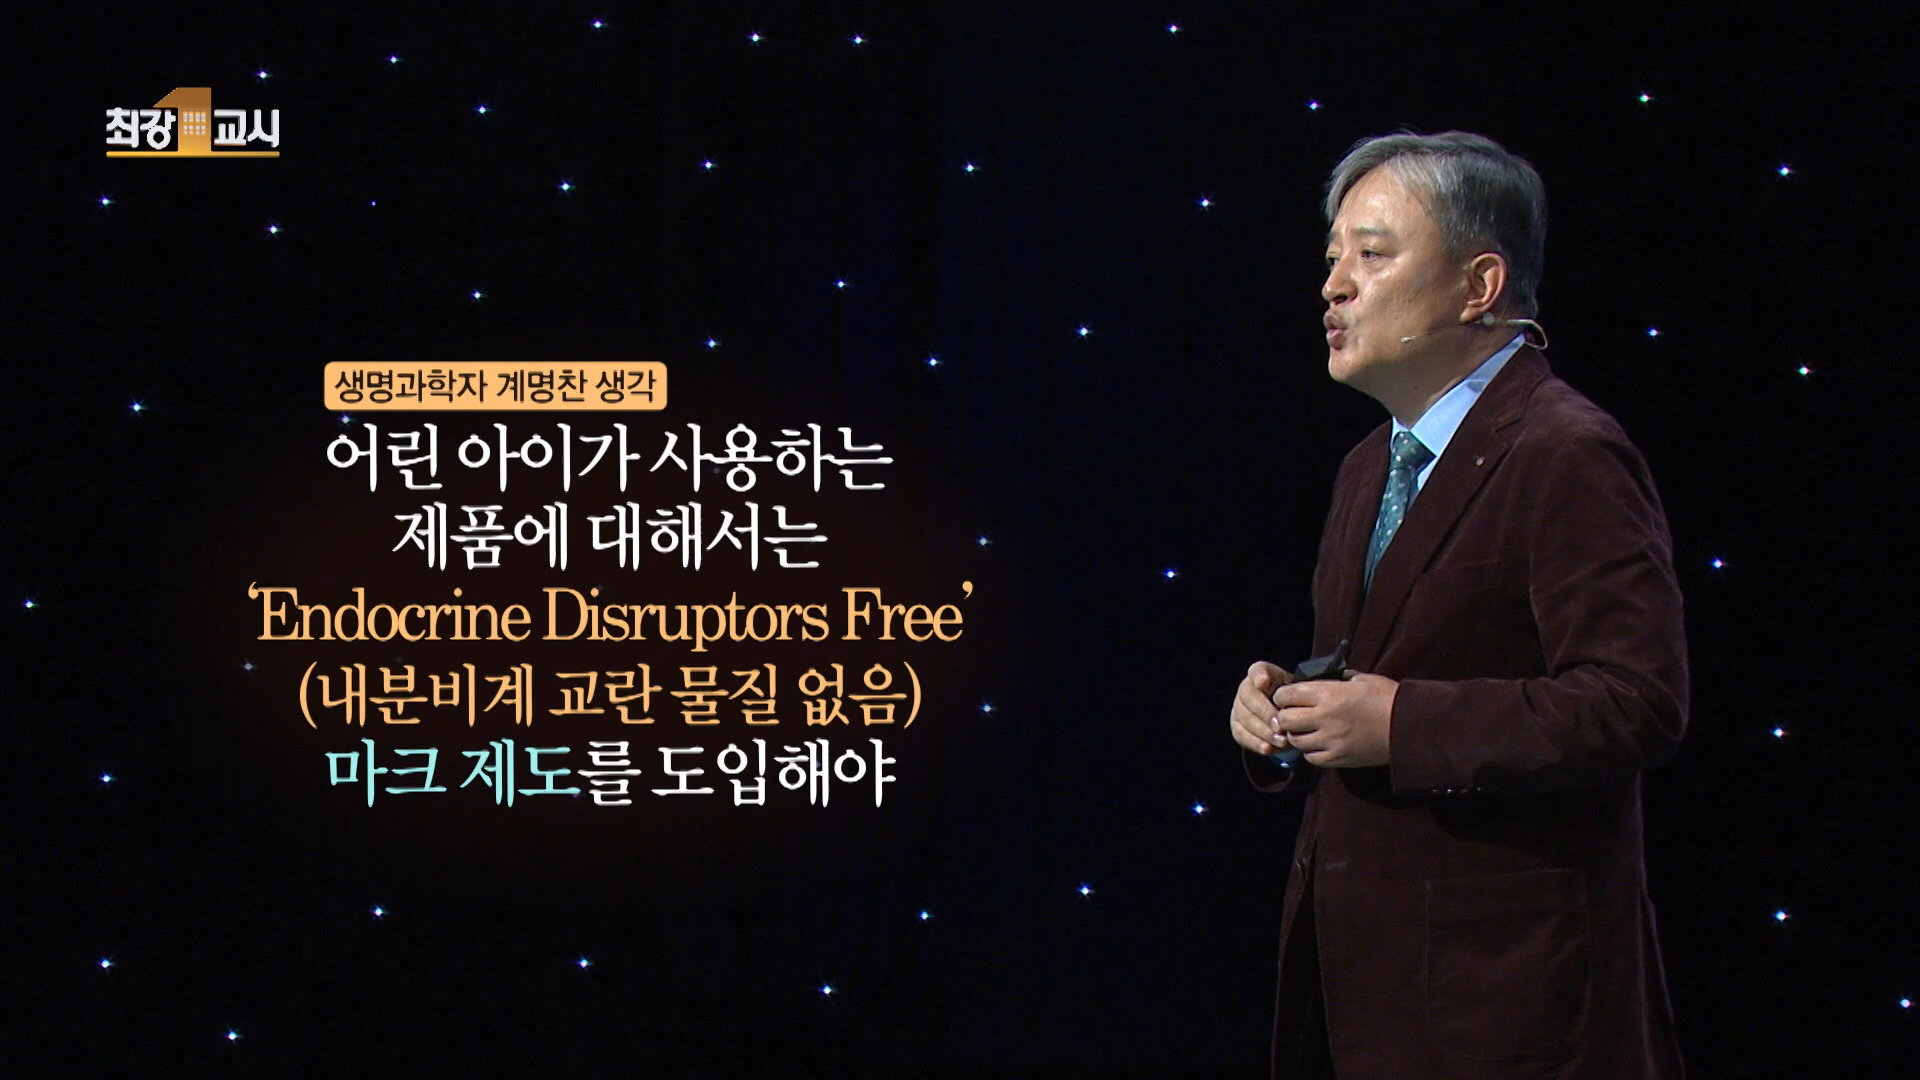 최강1교시
생명과학자 계명찬 생각
어린 아이가 사용하는
제품에 대해서는
‘Endocrine Disruptors Free’
(내분비계 교란 물질 없음)
마크 제도를 도입해야